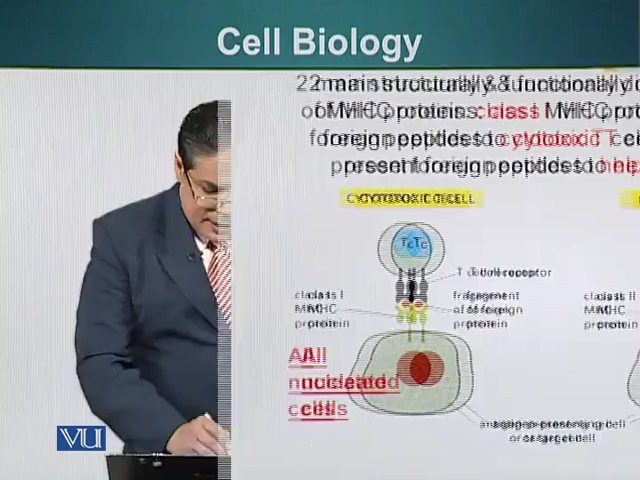 Cell Biology
2 main structurally & functionally
of MHC proteins: class I MHC
foreign peptides to cytotoxic T
present foreign peptides to
CYTOTOXIC T CELL
TC
T cell receptor
class I
MHC
protein
fragment
of foreign
protein
class II
MHC
protein
All
nucleated
cells
antigen-presenting cell
or target cell
VU